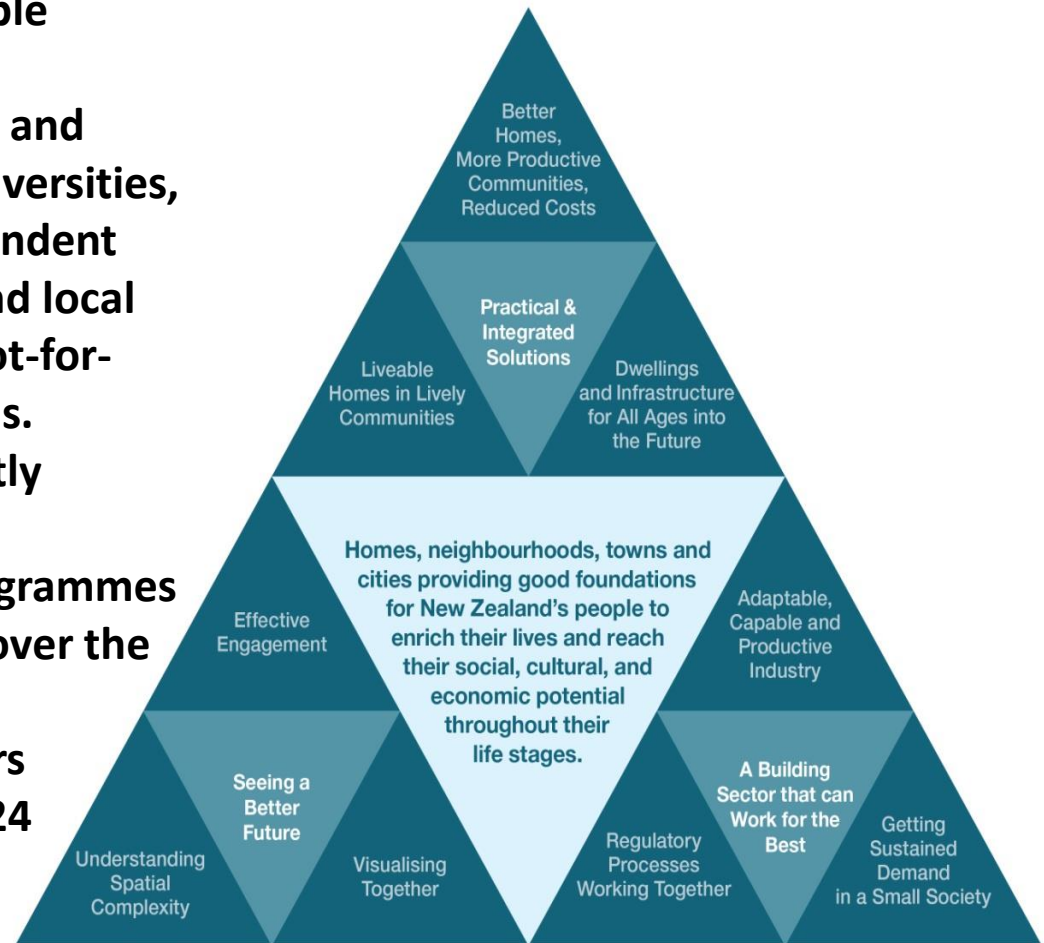 and
versities,
ndent
nd local
ot-for-
s.
tly
grammes
over the
rs
24
Better
Homes,
More Productive
Communities,
Reduced Costs
Practical &
Integrated
Solutions
Liveable
Homes in Lively
Communities
Dwellings
and Infrastructure
for All Ages into
the Future
Homes, neighbourhoods, towns and
cities providing good foundations
for New Zealand's people to
enrich their lives and reach
their social, cultural, and
economic potential
throughout their
life stages.
Effective
Engagement
Adaptable,
Capable and
Productive
Industry
Seeing a
Better
Future
Understanding
Spatial
Complexity
Visualising
Together
A Building
Sector that can
Work for the
Best
Regulatory
Processes
Working Together
Getting
Sustained
Demand
in a Small Society